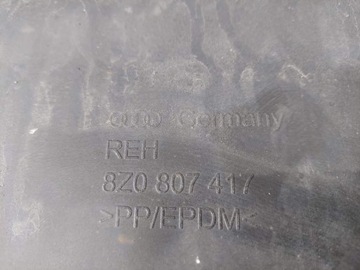 Germany
REH
8Z0 807 417
>PP/EPDM<